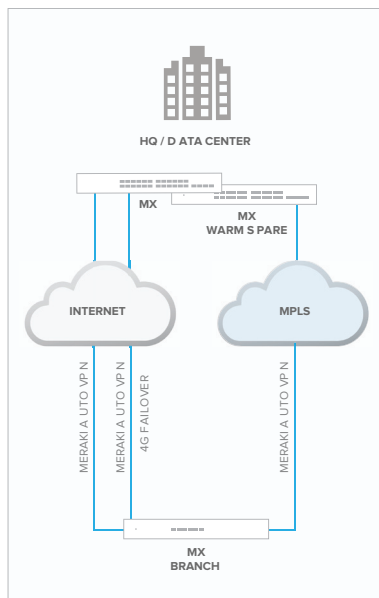 HQ / D ATA CENTER
MX
MX
WARM S PARE
INTERNET
MPLS
MERAKI A UTO VP N
MERAKI A UTO VP N
4G F AILOVER
MERAKI A UTO VP N
MX
BRANCH